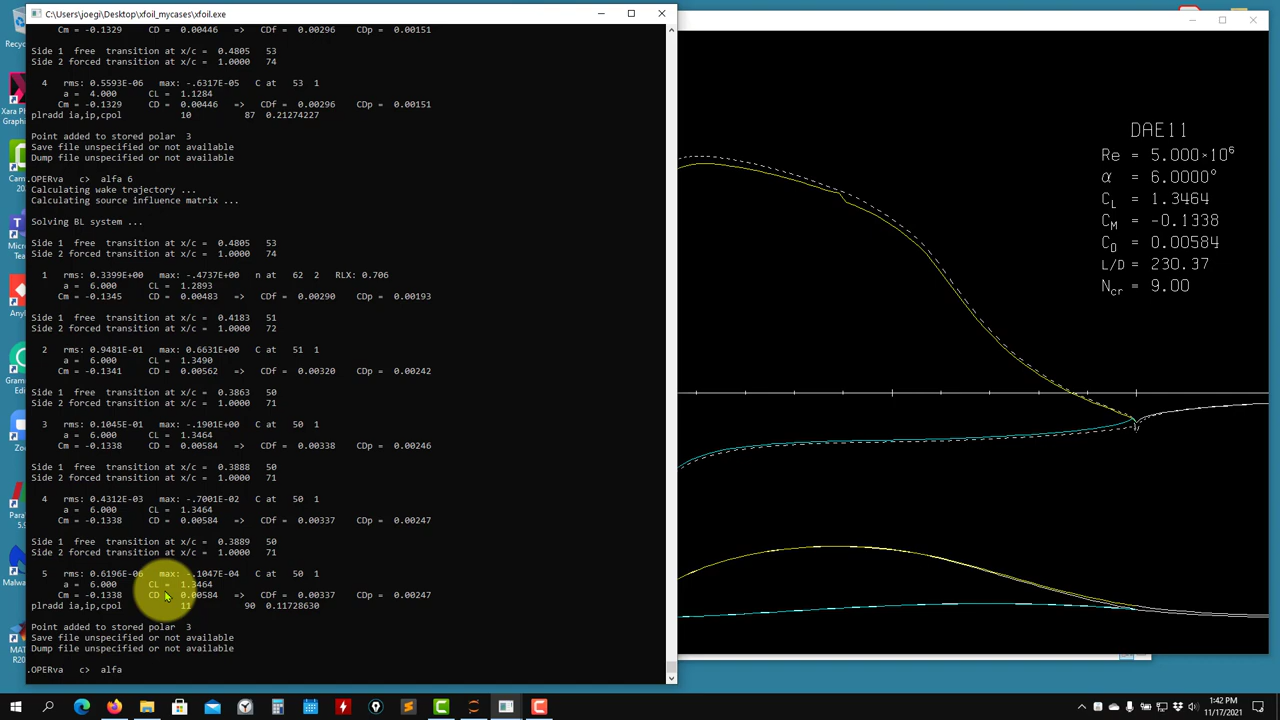 C:\Users\joegi\Desktop\xfoil_mycases\xfoil.exe
Cm = -0.1329     CD =  0.00446   =>   CDf =  0.00296    CDp =  0.00151
Side 1  free  transition at x/c =  0.4805   53
Side 2 forced transition at x/c =  1.0000   74
4   rms: 0.5593E-06   max: -.6317E-05   C at   53  1
a =  4.000      CL =  1.1284
Cm = -0.1329     CD =  0.00446   =>   CDf =  0.00296    CDp =  0.00151
plradd ia,ip,cpol           10          87  0.21274227
Point added to stored polar  3
Save file unspecified or not available
Dump file unspecified or not available
.OPERva   c>  alfa 6
Calculating wake trajectory ...
Calculating source influence matrix ...
Solving BL system ...
Side 1  free  transition at x/c =  0.4805   53
Side 2 forced transition at x/c =  1.0000   74
1   rms: 0.3399E+00   max: -.4737E+00   n at   62  2   RLX: 0.706
a =  6.000      CL =  1.2893
Cm = -0.1345     CD =  0.00483   =>   CDf =  0.00290    CDp =  0.00193
Side 1  free  transition at x/c =  0.4183   51
Side 2 forced transition at x/c =  1.0000   72
2   rms: 0.9481E-01   max: 0.6631E+00   C at   51  1
a =  6.000      CL =  1.3490
Cm = -0.1341     CD =  0.00562   =>   CDf =  0.00320    CDp =  0.00242
Side 1  free  transition at x/c =  0.3863   50
Side 2 forced transition at x/c =  1.0000   71
3   rms: 0.1045E-01   max: -.1901E+00   C at   50  1
a =  6.000      CL =  1.3464
Cm = -0.1338     CD =  0.00584   =>   CDf =  0.00338    CDp =  0.00246
Side 1  free  transition at x/c =  0.3888   50
Side 2 forced transition at x/c =  1.0000   71
4   rms: 0.4312E-03   max: -.7001E-02   C at   50  1
a =  6.000      CL =  1.3464
Cm = -0.1338     CD =  0.00584   =>   CDf =  0.00337    CDp =  0.00247
Side 1  free  transition at x/c =  0.3889   50
Side 2 forced transition at x/c =  1.0000   71
5   rms: 0.6196E-06   max: -.1047E-04   C at   50  1
a =  6.000      CL =  1.3464
Cm = -0.1338     CD =  0.00584   =>   CDf =  0.00337    CDp =  0.00247
plradd ia,ip,cpol           11          90  0.11728630
Point added to stored polar  3
Save file unspecified or not available
Dump file unspecified or not available
.OPERva   c>  alfa
DAE11
Re = 5.000×10⁶
α = 6.0000°
CL = 1.3464
CM = -0.1338
CD = 0.00584
L/D = 230.37
Ncr = 9.00
1:42 PM
11/17/2021